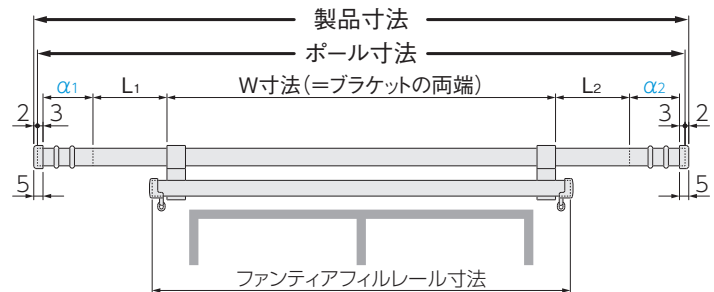 製品寸法
ポール寸法
α1 L1 W寸法(=ブラケットの両端) L2 α2
2 3 3 2
5 5
ファンティアフィルレール寸法